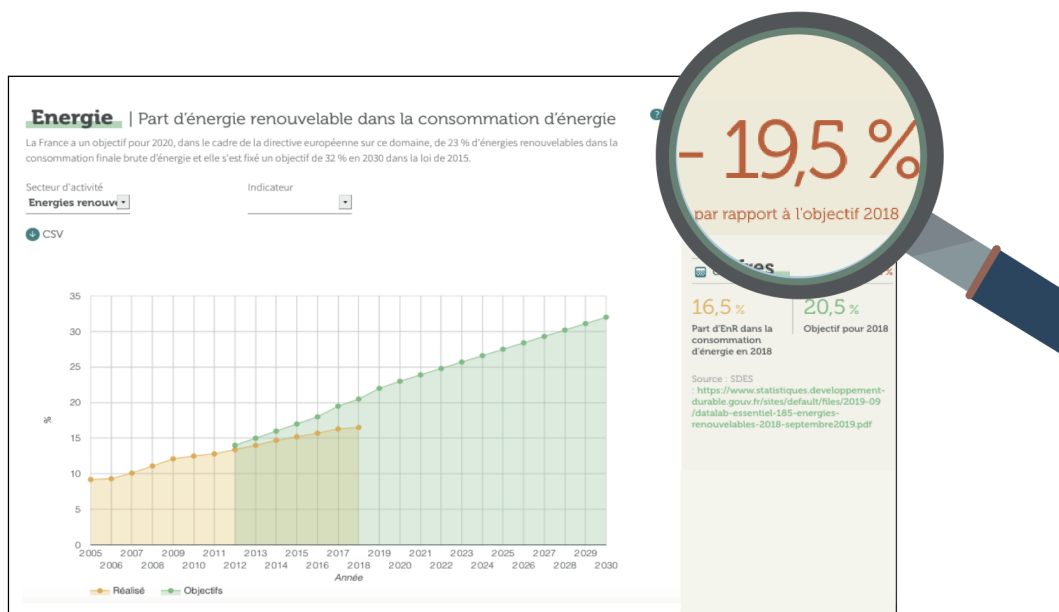 Energie | Part d'énergie renouvelable dans la consommation d'énergie
?
La France a un objectif pour 2020, dans le cadre de la directive européenne sur ce domaine, de 23 % d'énergies renouvelables dans la
consommation finale brute d'énergie et elle s'est fixé un objectif de 32 % en 2030 dans la loi de 2015.
Secteur d'activité
Indicateur
Energies renouve
CSV
35
30
25
20
15
10
5
0
%
2005 2007 2009 2011 2013 2015 2017 2019 2021 2023 2025 2027 2029
2006 2008 2010 2012 2014 2016 2018 2020 2022 2024 2026 2028 2030
Année
Réalisé Objectifs
- 19,5 %
par rapport à l'objectif 2018
16,5 %
Part d'EnR dans la
consommation
d'énergie en 2018
20,5 %
Objectif pour 2018
Source : SDES
: https://www.statistiques.developpement-
durable.gouv.fr/sites/default/files/2019-09
/datalab-essentiel-185-energies-
renouvelables-2018-septembre2019.pdf